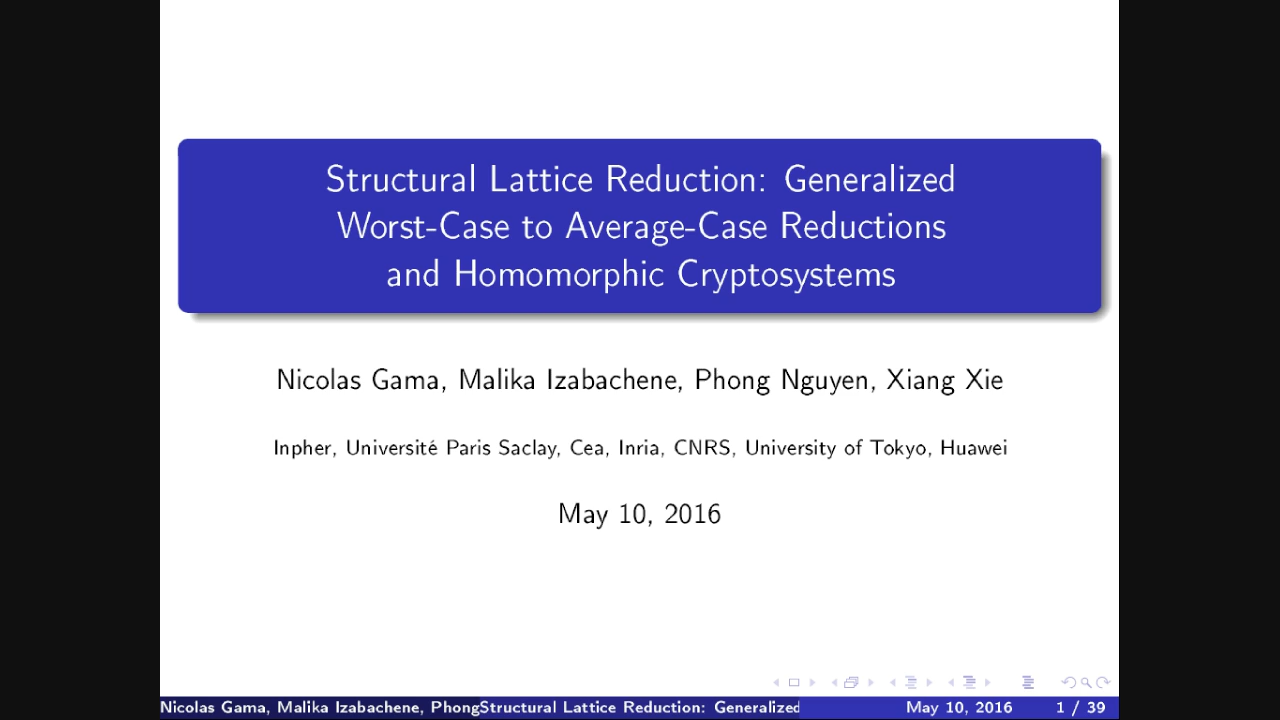 Structural Lattice Reduction: Generalized
Worst-Case to Average-Case Reductions
and Homomorphic Cryptosystems
Nicolas Gama, Malika Izabachene, Phong Nguyen, Xiang Xie
Inpher, Université Paris Saclay, Cea, Inria, CNRS, University of Tokyo, Huawei
May 10, 2016
Nicolas Gama, Malika Izabachene, Phong Structural Lattice Reduction: Generalized May 10, 2016 1 / 39